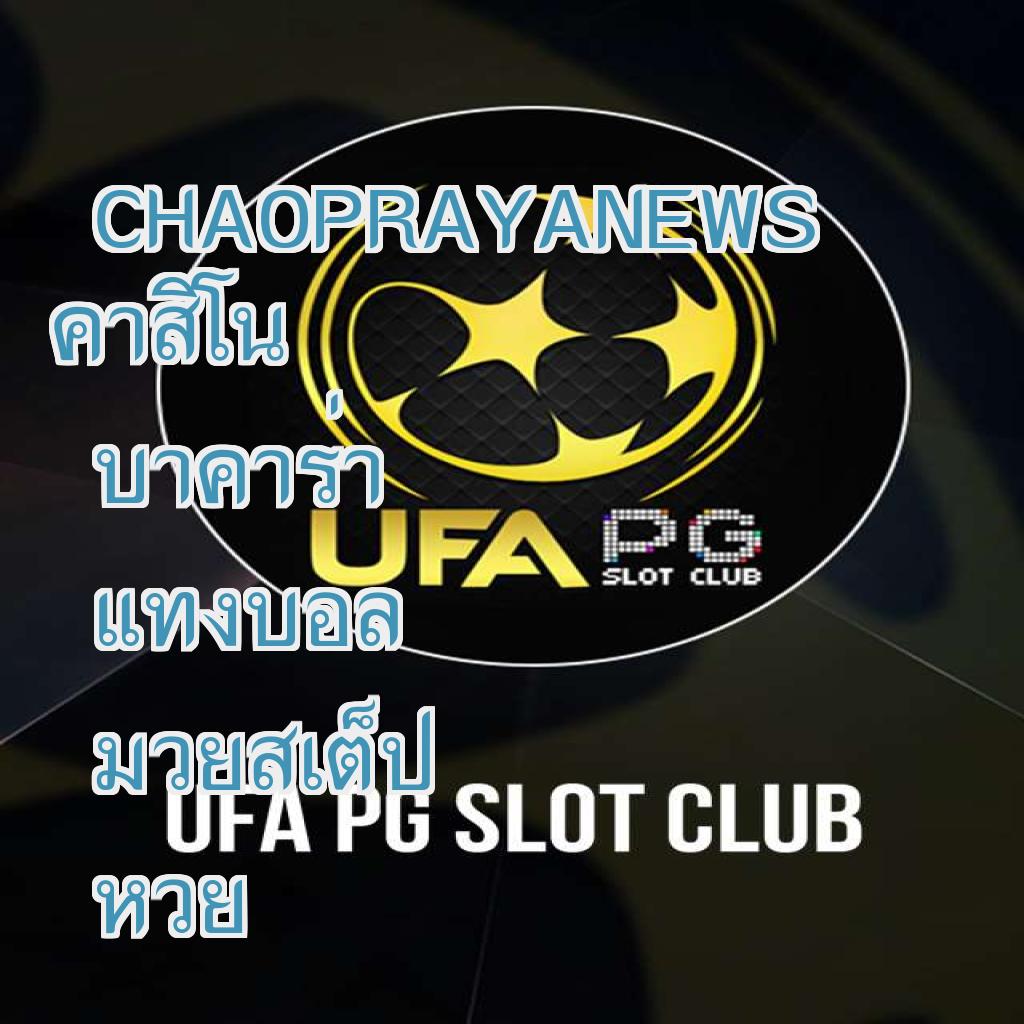 CHAOPRAYANEWS
คาสิโน
บาคาร่า
UFA PG
SLOT CLUB
แทงบอล
มวยสเต็ป
UFA PG SLOT CLUB
หวย